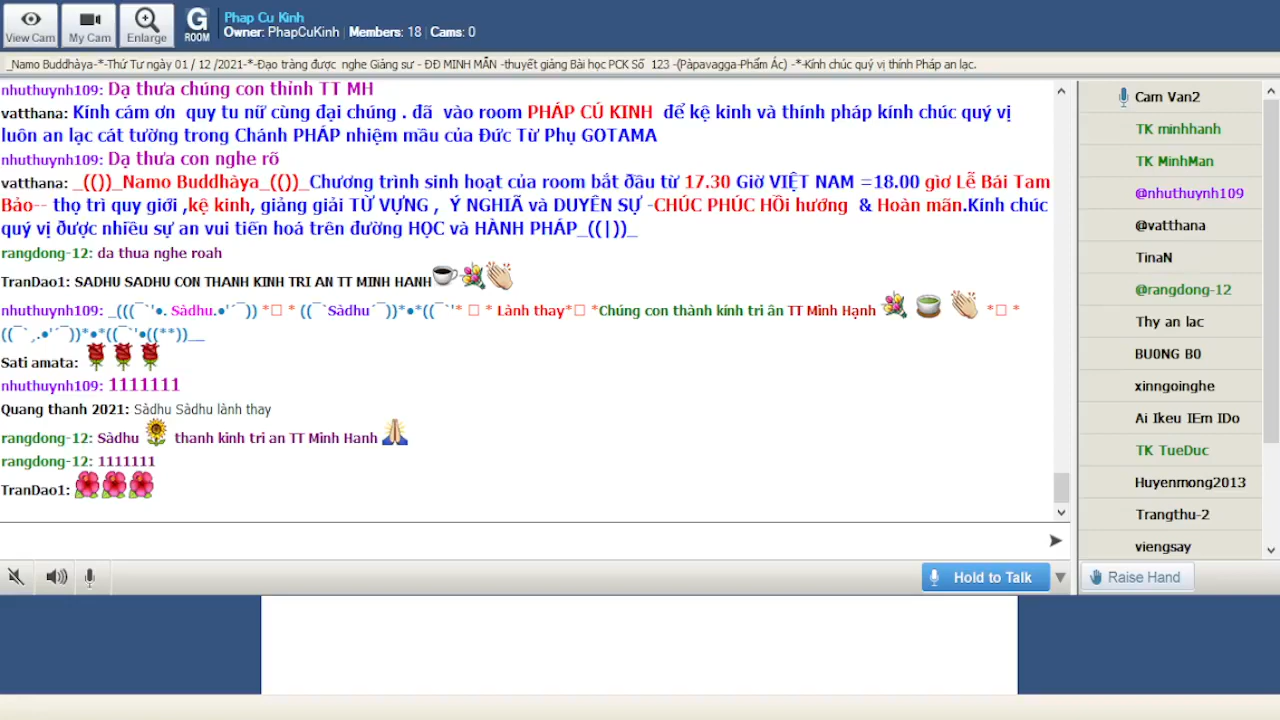 View Cam
My Cam
Enlarge
G
ROOM
Phap Cu Kinh
Owner: PhapCuKinh | Members: 18 | Cams: 0
_Namo Buddhàya-*-Thứ Tư ngày 01 / 12 /2021-*-Đạo tràng được nghe Giảng sư - ĐĐ MINH MẪN -thuyết giảng Bài học PCK Số 123 -(Pàpavagga-Phẩm Ác) -*-Kính chúc quý vị thính Pháp an lạc.
nhuthuynh109: Dạ thưa chúng con thỉnh TT MH
vatthana: Kính cám ơn quy tu nữ cùng đại chúng . đã vào room PHÁP CÚ KINH để kệ kinh và thính pháp kính chúc quý vị
luôn an lạc cát tường trong Chánh PHÁP nhiệm mầu của Đức Từ Phụ GOTAMA
nhuthuynh109: Dạ thưa con nghe rõ
vatthana: _(())_Namo Buddhàya_(())_Chương trình sinh hoạt của room bắt đầu từ 17.30 Giờ VIỆT NAM =18.00 giơ Lễ Bái Tam
Bảo-- thọ trì quy giới ,kệ kinh, giảng giải TỪ VỰNG , Ý NGHIÃ và DUYÊN SỰ -CHÚC PHÚC HỒi hướng & Hoàn mãn.Kính chúc
quý vị được nhiều sự an vui tiến hoá trên đường HỌC và HÀNH PHÁP_((|))_
rangdong-12: da thua nghe roah
TranDao1: SADHU SADHU CON THANH KINH TRI AN TT MINH HANH
nhuthuynh109: _(((¯`'•. Sàdhu.•'´¯)) *□ * ((¯`Sàdhu´¯))*•*((¯`'* □ * Lành thay*□ *Chúng con thành kính tri ân TT Minh Hạnh *□ *
((¯`ˏ.•'´¯))*•*((¯`'•((**))__
Sati amata:
nhuthuynh109: 1111111
Quang thanh 2021: Sàdhu Sàdhu lành thay
rangdong-12: Sàdhu thanh kinh tri an TT Minh Hanh
rangdong-12: 1111111
TranDao1:
Hold to Talk
Cam Van2
TK minhhanh
TK MinhMan
@nhuthuynh109
@vatthana
TinaN
@rangdong-12
Thy an lac
BU0NG B0
xinngoinghe
Ai Ikeu IEm IDo
TK TueDuc
Huyenmong2013
Trangthu-2
viengsay
Raise Hand